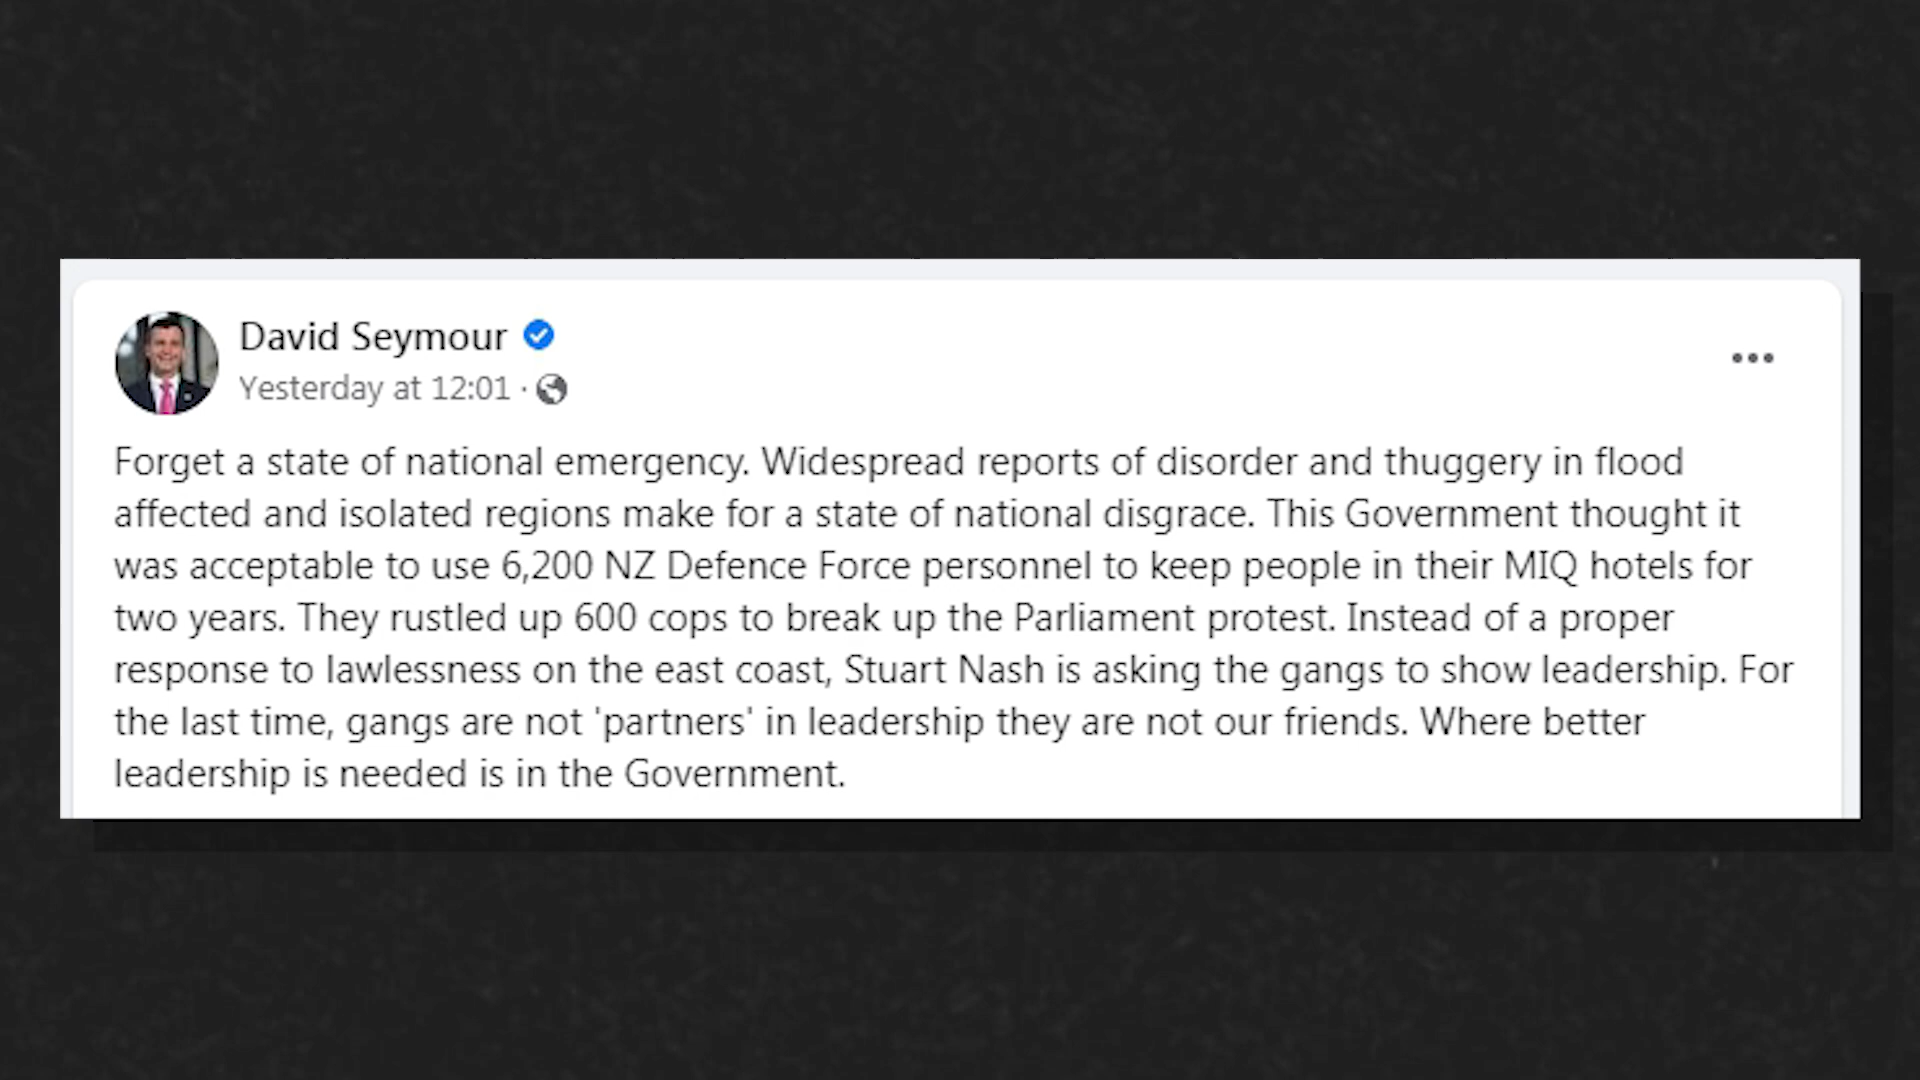 David Seymour
Yesterday at 12:01 ·
Forget a state of national emergency. Widespread reports of disorder and thuggery in flood
affected and isolated regions make for a state of national disgrace. This Government thought it
was acceptable to use 6,200 NZ Defence Force personnel to keep people in their MIQ hotels for
two years. They rustled up 600 cops to break up the Parliament protest. Instead of a proper
response to lawlessness on the east coast, Stuart Nash is asking the gangs to show leadership. For
the last time, gangs are not 'partners' in leadership they are not our friends. Where better
leadership is needed is in the Government.